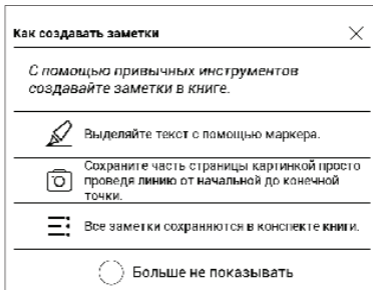 Как создавать заметки
С помощью привычных инструментов
создавайте заметки в книге.
Выделяйте текст с помощью маркера.
Сохраните часть страницы картинкой просто
проведя линию от начальной до конечной
точки.
Все заметки сохраняются в конспекте книги.
Больше не показывать